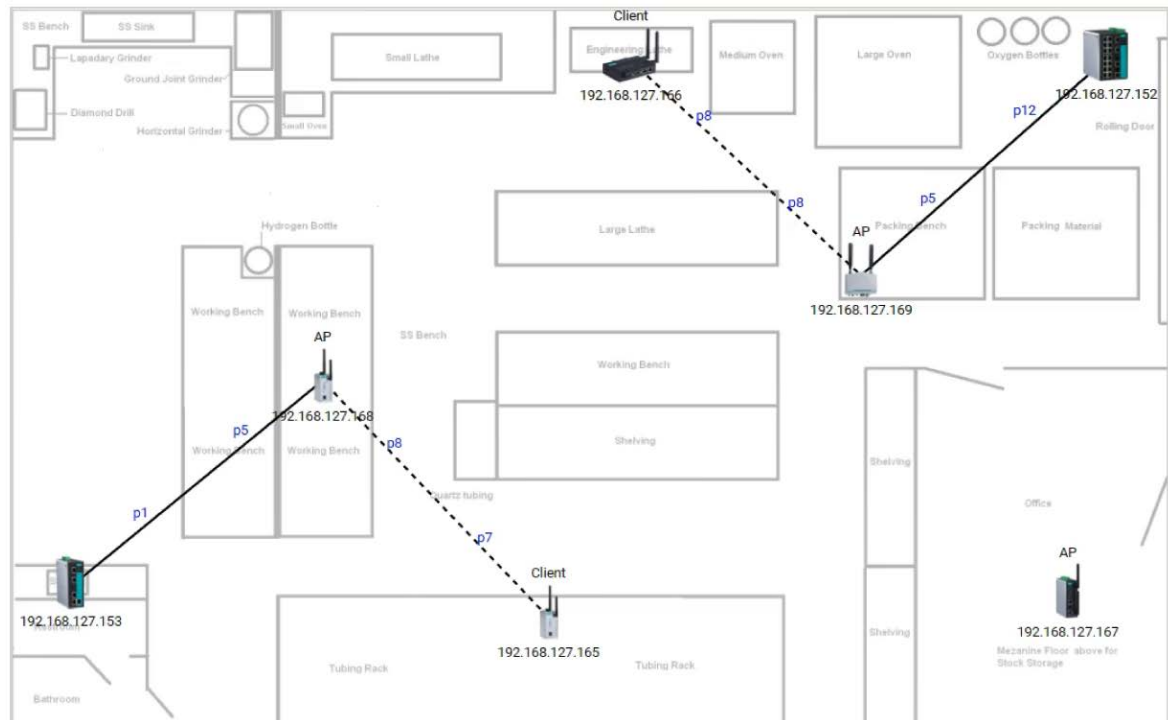 SS Bench
SS Sink
Lapadary Grinder
Ground Joint Grinder
Diamond Drill
Horizontal Grinder
Small Oven
Small Lathe
Client
Engineering Lathe
192.168.127.166
Medium Oven
Large Oven
Oxygen Bottles
192.168.127.152
Rolling Door
p8
p12
p8
p5
Hydrogen Bottle
Large Lathe
AP
Packing Bench
Packing Material
192.168.127.169
Working Bench
Working Bench
AP
SS Bench
192.168.127.168
Working Bench
p5
p8
Working Bench
Working Bench
Shelving
Shelving
Quartz tubing
Office
p1
p7
192.168.127.153
Client
192.168.127.165
AP
192.168.127.167
Shelving
Mezanine Floor above for
Stock Storage
Tubing Rack
Tubing Rack
Bathroom